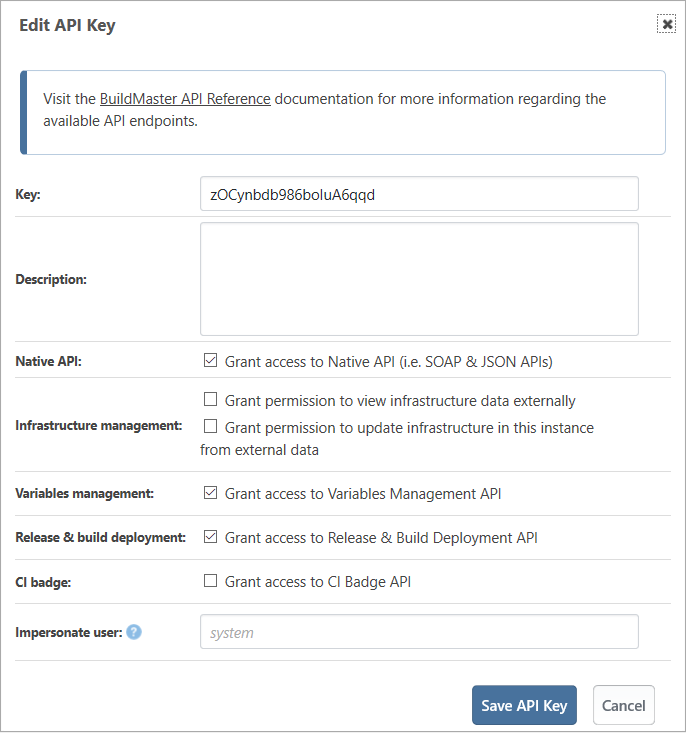 Edit API Key
Visit the BuildMaster API Reference documentation for more information regarding the
available API endpoints.
Key:
zOCynbdb986boluA6qqd
Description:
Native API:
Grant access to Native API (i.e. SOAP & JSON APIs)
Grant permission to view infrastructure data externally
Infrastructure management:
Grant permission to update infrastructure in this instance
from external data
Variables management:
Grant access to Variables Management API
Release & build deployment:
Grant access to Release & Build Deployment API
CI badge:
Grant access to CI Badge API
Impersonate user: ?
system
Save API Key
Cancel